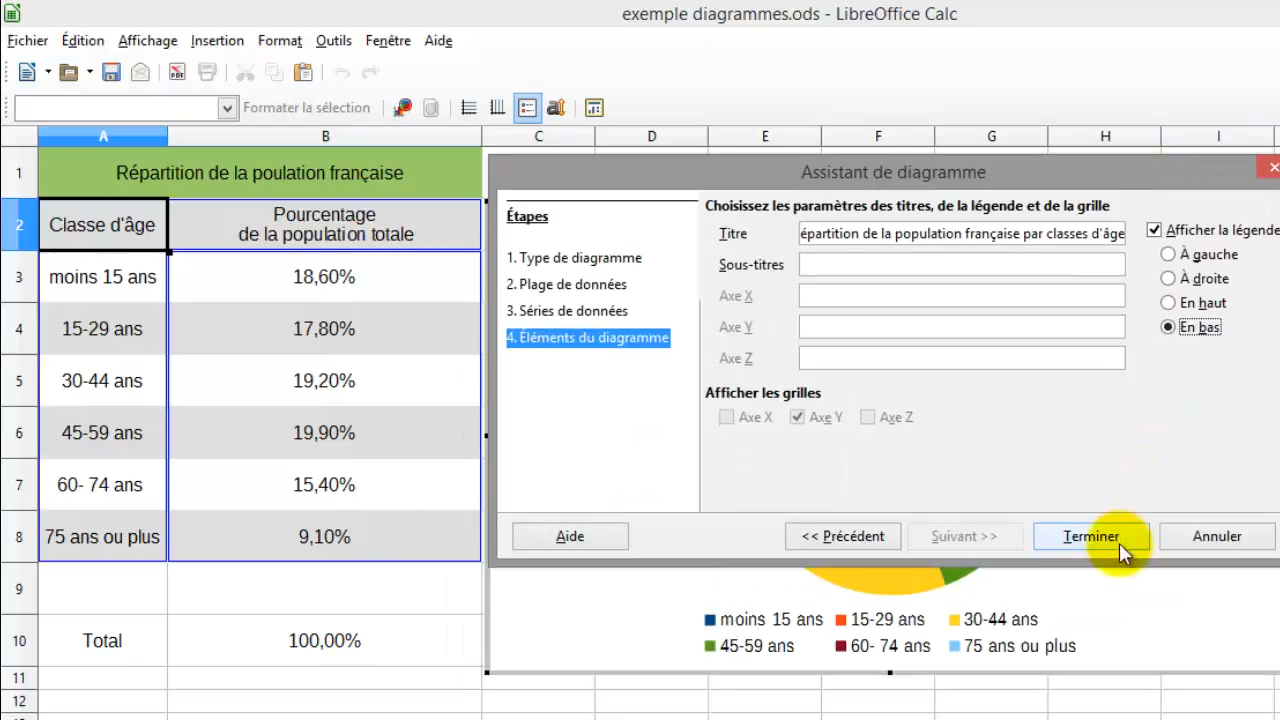 exemple diagrammes.ods - LibreOffice Calc
Fichier Édition Affichage Insertion Format Outils Fenêtre Aide
PDF
Formater la sélection
A B C D E F G H I
1 Répartition de la poulation française
2 Classe d'âge Pourcentage
de la population totale
3 moins 15 ans 18,60%
4 15-29 ans 17,80%
5 30-44 ans 19,20%
6 45-59 ans 19,90%
7 60- 74 ans 15,40%
8 75 ans ou plus 9,10%
9
10 Total 100,00%
11
12
Assistant de diagramme
Étapes
1. Type de diagramme
2. Plage de données
3. Séries de données
4. Éléments du diagramme
Choisissez les paramètres des titres, de la légende et de la grille
Titre épartition de la population française par classes d'âge
Sous-titres
Axe X
Axe Y
Axe Z
Afficher la légende
À gauche
À droite
En haut
En bas
Afficher les grilles
Axe X Axe Y Axe Z
Aide << Précédent Suivant >> Terminer Annuler
moins 15 ans 15-29 ans 30-44 ans
45-59 ans 60- 74 ans 75 ans ou plus